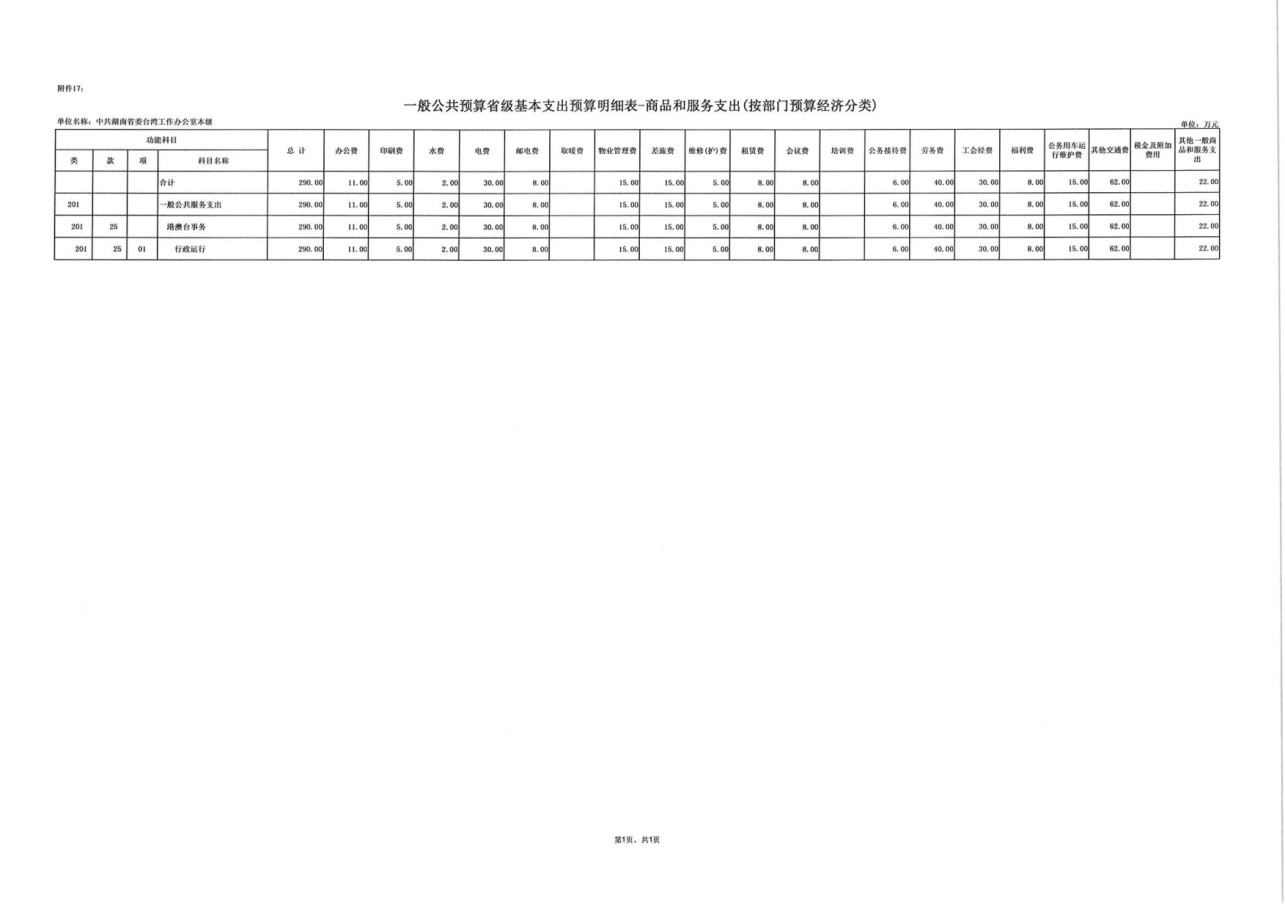 附件17:
一般公共预算省级基本支出预算明细表-商品和服务支出(按部门预算经济分类)
单位名称：中共湖南省委台湾工作办公室本级 单位：万元
功能科目 总 计 办公费 印刷费 水费 电费 邮电费 取暖费 物业管理费 差旅费 维修(护)费 租赁费 会议费 培训费 公务接待费 劳务费 工会经费 福利费 公务用车运行维护费 其他交通费 税金及附加费用 其他一般商品和服务支出
类 款 项 科目名称
合计 290.00 11.00 5.00 2.00 30.00 8.00 15.00 15.00 5.00 8.00 8.00 6.00 40.00 30.00 8.00 15.00 62.00 22.00
201 一般公共服务支出 290.00 11.00 5.00 2.00 30.00 8.00 15.00 15.00 5.00 8.00 8.00 6.00 40.00 30.00 8.00 15.00 62.00 22.00
201 25 港澳台事务 290.00 11.00 5.00 2.00 30.00 8.00 15.00 15.00 5.00 8.00 8.00 6.00 40.00 30.00 8.00 15.00 62.00 22.00
201 25 01 行政运行 290.00 11.00 5.00 2.00 30.00 8.00 15.00 15.00 5.00 8.00 8.00 6.00 40.00 30.00 8.00 15.00 62.00 22.00
第1页，共1页